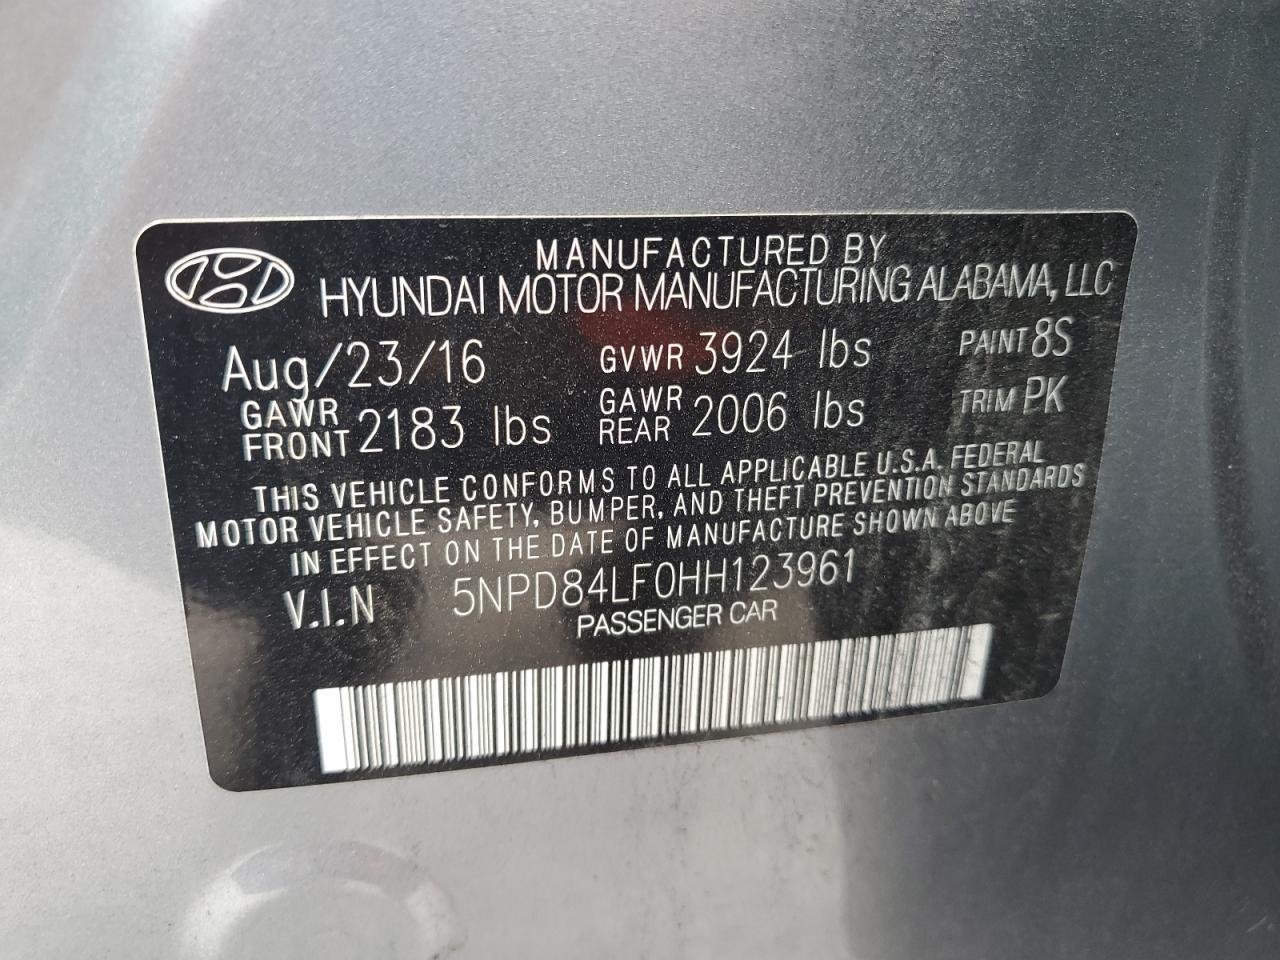 MANUFACTURED BY
HYUNDAI MOTOR MANUFACTURING ALABAMA, LLC
Aug/23/16 GVWR 3924 lbs PAINT 8S
GAWR FRONT 2183 lbs GAWR REAR 2006 lbs TRIM PK
THIS VEHICLE CONFORMS TO ALL APPLICABLE U.S.A. FEDERAL
MOTOR VEHICLE SAFETY, BUMPER, AND THEFT PREVENTION STANDARDS
IN EFFECT ON THE DATE OF MANUFACTURE SHOWN ABOVE
V.I.N 5NPD84LF0HH123961
PASSENGER CAR